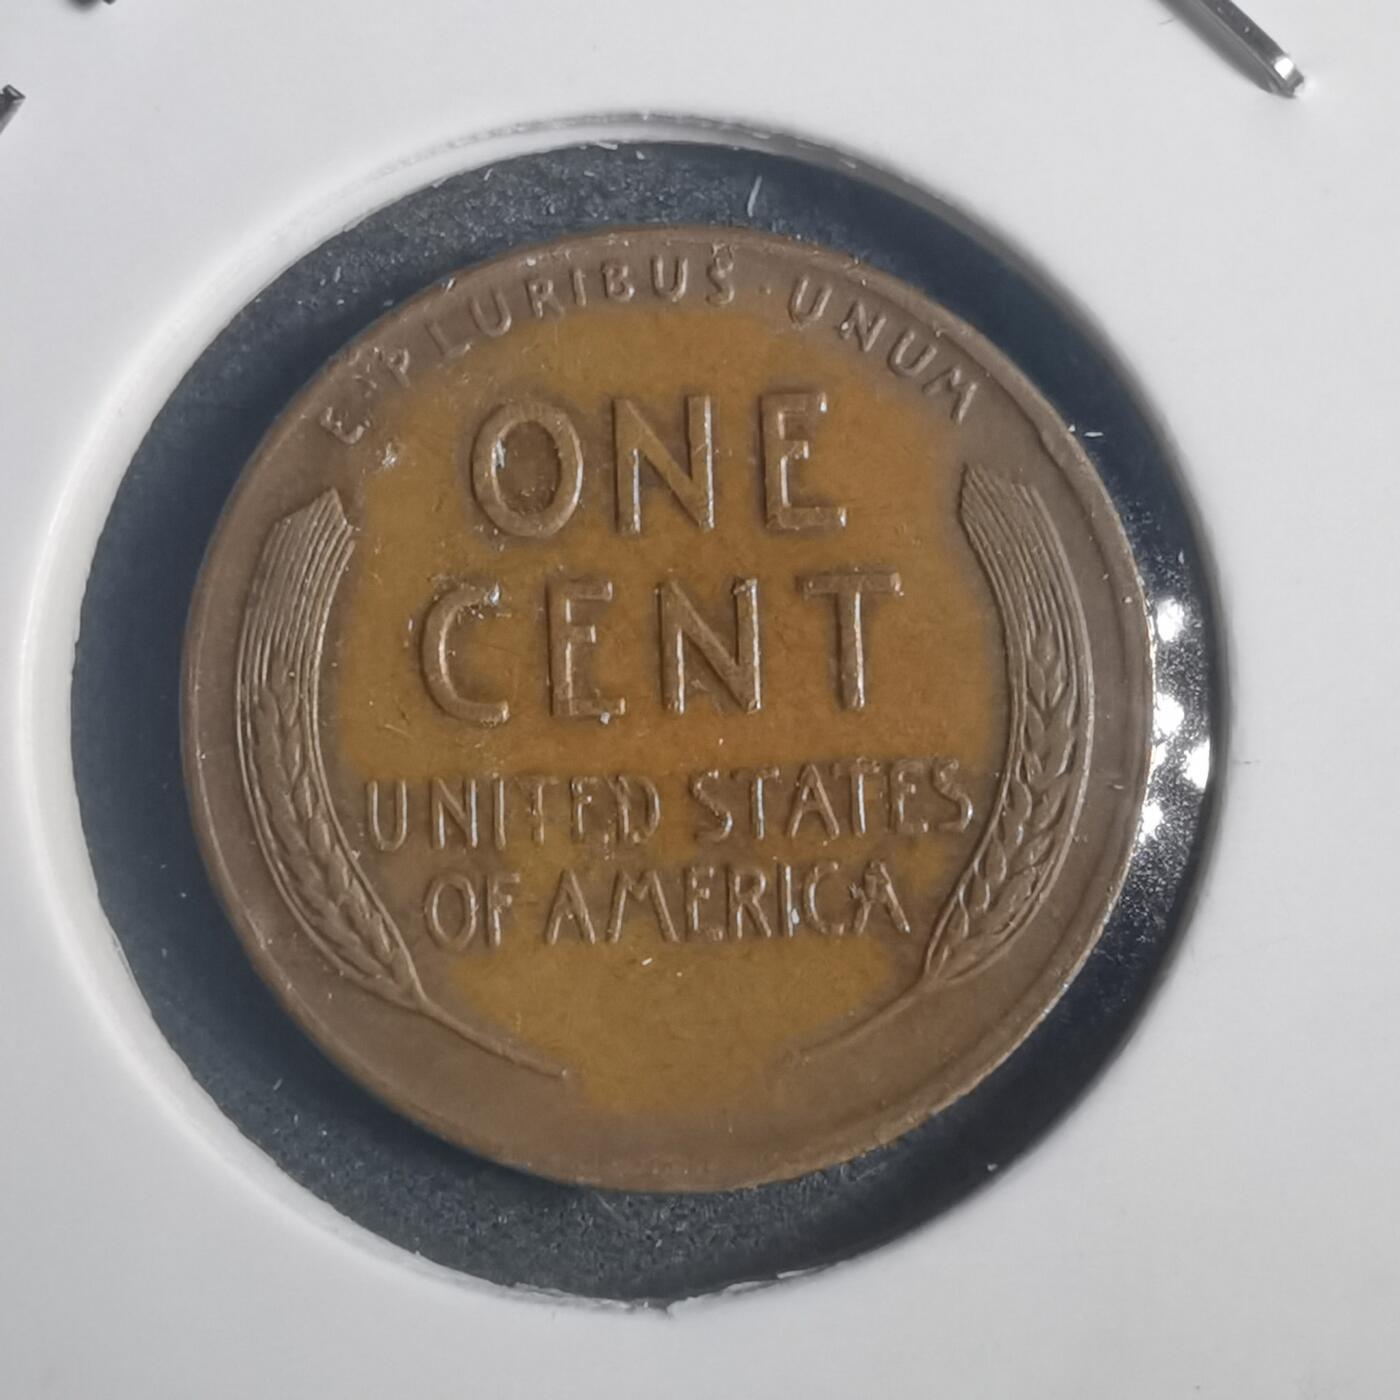 E·PLURIBUS·UNUM
ONE
CENT
UNITED STATES
OF AMERICA